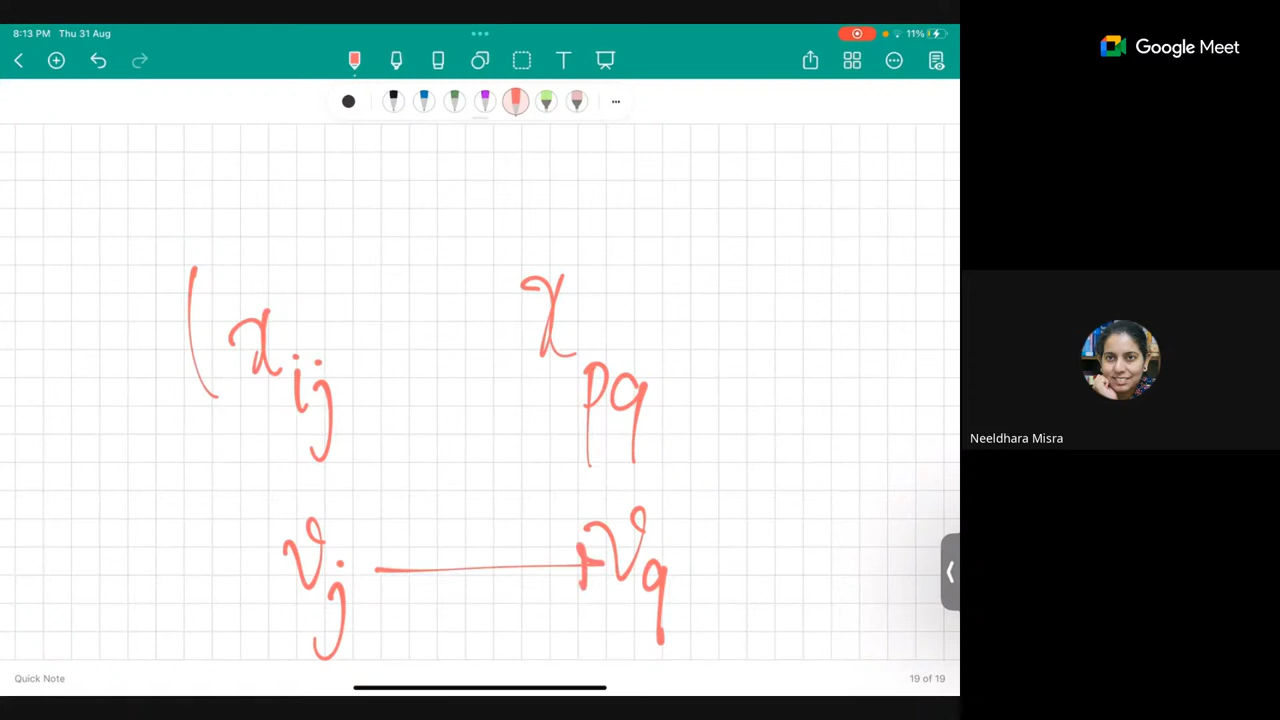 8:13 PM Thu 31 Aug
11%
Google Meet
( x_ij x_pq
v_j → v_q
Neeldhara Misra
Quick Note
19 of 19